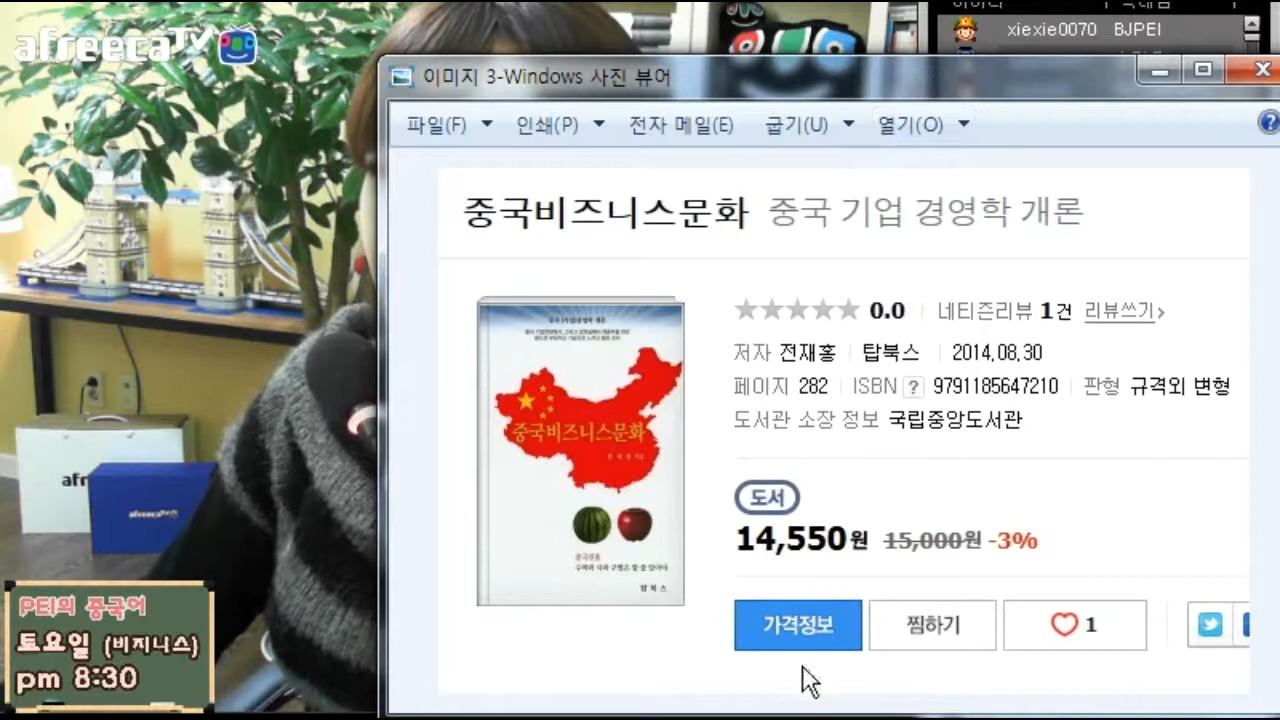 afreecaTV
xiexie0070 BJPEI
이미지 3-Windows 사진 뷰어
파일(F) 인쇄(P) 전자 메일(E) 굽기(U) 열기(O)
중국비즈니스문화 중국 기업 경영학 개론
0.0 네티즌리뷰 1건 리뷰쓰기
저자 전재홍 탑북스 2014.08.30
페이지 282 ISBN ? 9791185647210 판형 규격외 변형
도서관 소장 정보 국립중앙도서관
도서
14,550원 15,000원 -3%
가격정보 찜하기 1
중국비즈니스문화
탑북스
afreecaTV
PEI의 중국어
토요일 (비지니스)
pm 8:30